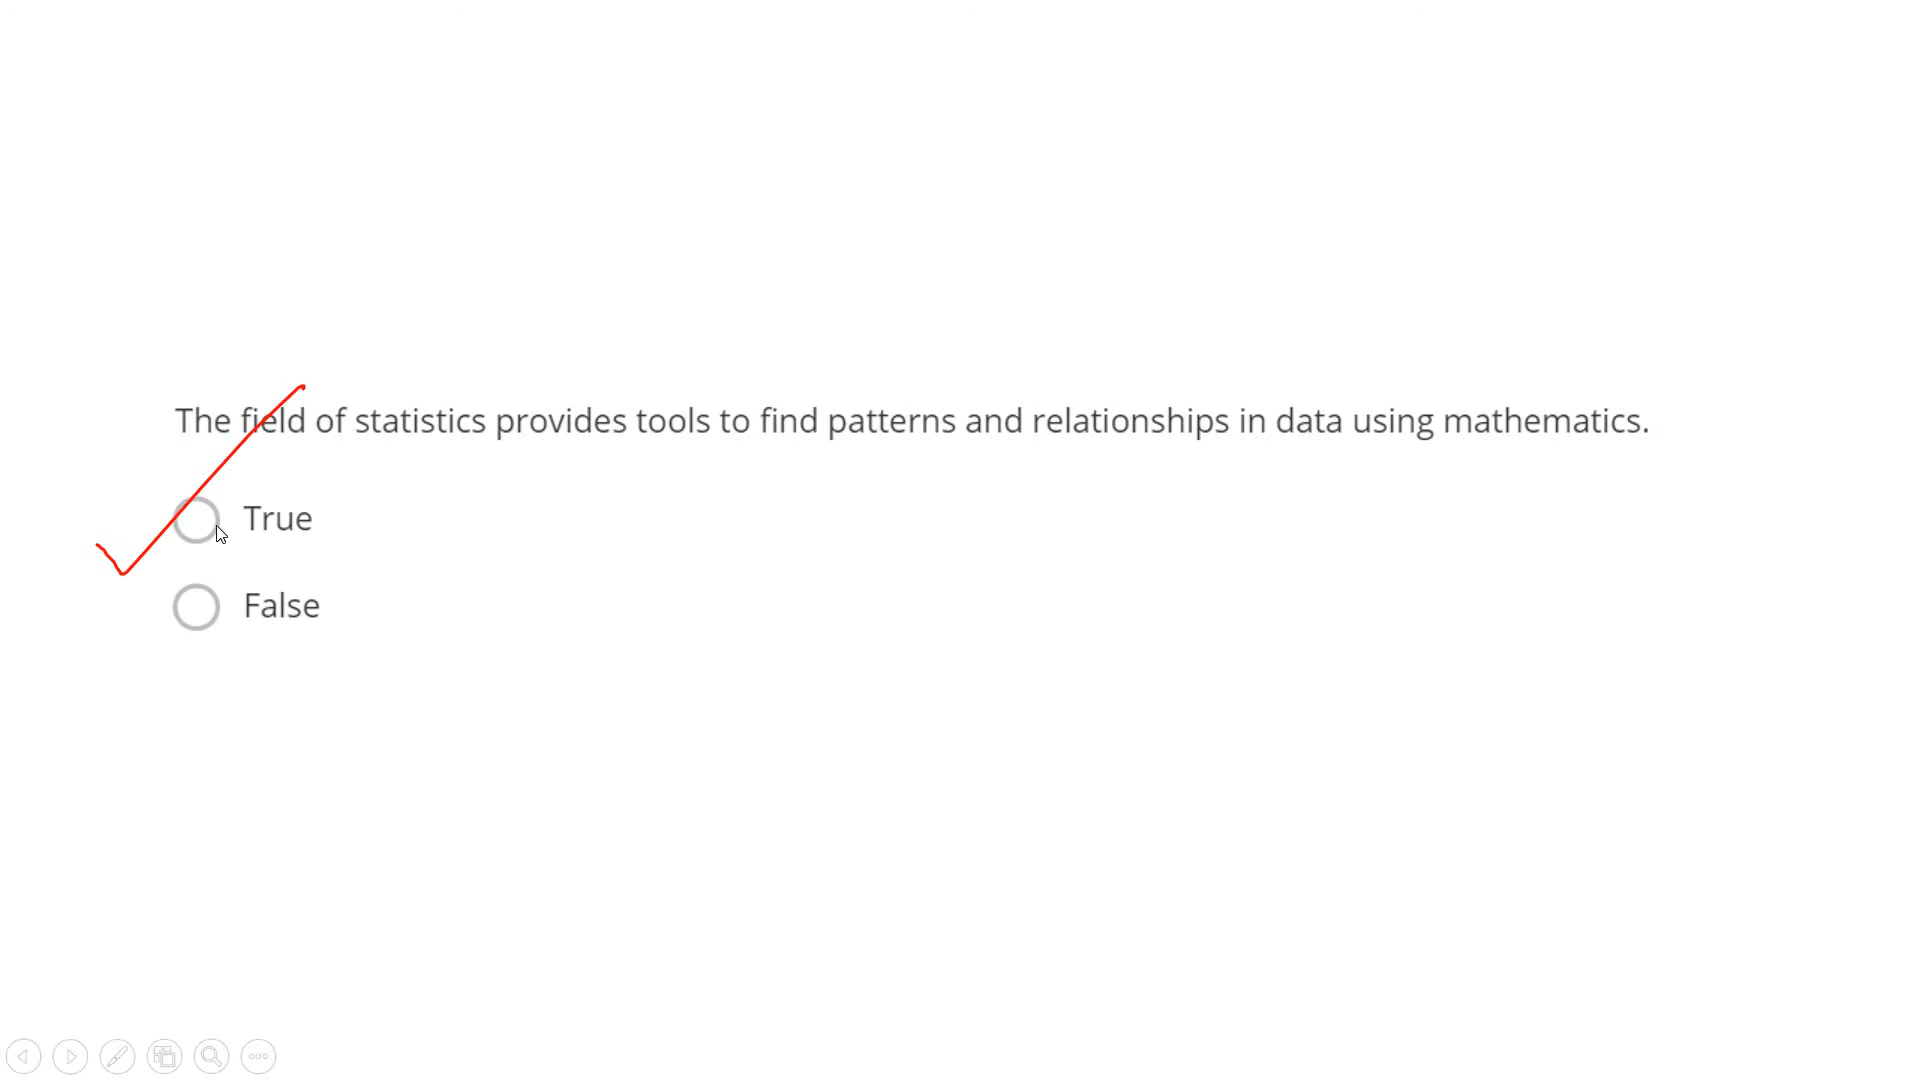 The field of statistics provides tools to find patterns and relationships in data using mathematics.
True
False